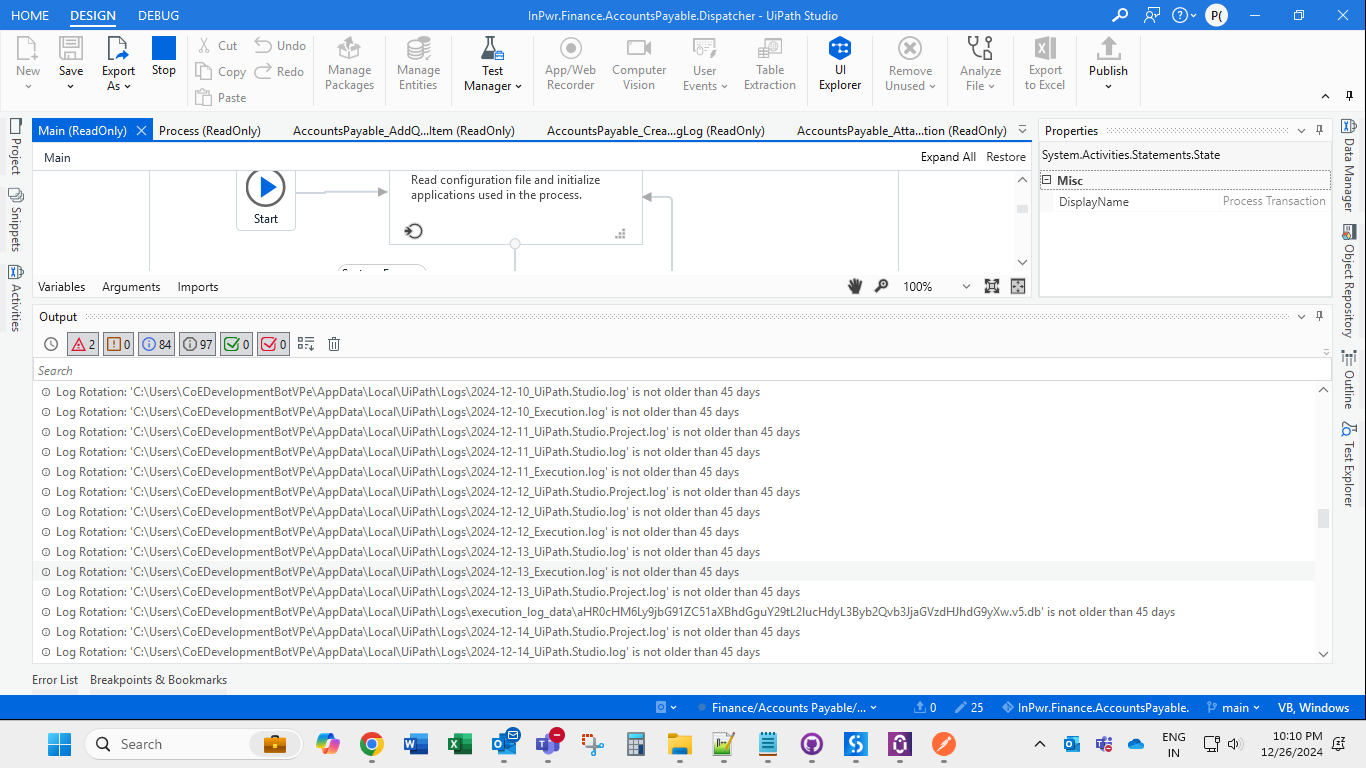 HOME DESIGN DEBUG InPwr.Finance.AccountsPayable.Dispatcher - UiPath Studio P(
New Save Export As Stop Cut Copy Paste Undo Redo Manage Packages Manage Entities Test Manager App/Web Recorder Computer Vision User Events Table Extraction UI Explorer Remove Unused Analyze File Export to Excel Publish
Main (ReadOnly) Process (ReadOnly) AccountsPayable_AddQ...Item (ReadOnly) AccountsPayable_Crea...gLog (ReadOnly) AccountsPayable_Atta...tion (ReadOnly)
Main Expand All Restore
Start
Read configuration file and initialize
applications used in the process.
Variables Arguments Imports 100%
Properties
System.Activities.Statements.State
Misc
DisplayName Process Transaction
Project
Snippets
Activities
Data Manager
Object Repository
Outline
Test Explorer
Output
2 0 84 97 0 0
Search
Log Rotation: 'C:\Users\CoEDevelopmentBotVPe\AppData\Local\UiPath\Logs\2024-12-10_UiPath.Studio.log' is not older than 45 days
Log Rotation: 'C:\Users\CoEDevelopmentBotVPe\AppData\Local\UiPath\Logs\2024-12-10_Execution.log' is not older than 45 days
Log Rotation: 'C:\Users\CoEDevelopmentBotVPe\AppData\Local\UiPath\Logs\2024-12-11_UiPath.Studio.Project.log' is not older than 45 days
Log Rotation: 'C:\Users\CoEDevelopmentBotVPe\AppData\Local\UiPath\Logs\2024-12-11_UiPath.Studio.log' is not older than 45 days
Log Rotation: 'C:\Users\CoEDevelopmentBotVPe\AppData\Local\UiPath\Logs\2024-12-11_Execution.log' is not older than 45 days
Log Rotation: 'C:\Users\CoEDevelopmentBotVPe\AppData\Local\UiPath\Logs\2024-12-12_UiPath.Studio.Project.log' is not older than 45 days
Log Rotation: 'C:\Users\CoEDevelopmentBotVPe\AppData\Local\UiPath\Logs\2024-12-12_UiPath.Studio.log' is not older than 45 days
Log Rotation: 'C:\Users\CoEDevelopmentBotVPe\AppData\Local\UiPath\Logs\2024-12-12_Execution.log' is not older than 45 days
Log Rotation: 'C:\Users\CoEDevelopmentBotVPe\AppData\Local\UiPath\Logs\2024-12-13_UiPath.Studio.log' is not older than 45 days
Log Rotation: 'C:\Users\CoEDevelopmentBotVPe\AppData\Local\UiPath\Logs\2024-12-13_Execution.log' is not older than 45 days
Log Rotation: 'C:\Users\CoEDevelopmentBotVPe\AppData\Local\UiPath\Logs\2024-12-13_UiPath.Studio.Project.log' is not older than 45 days
Log Rotation: 'C:\Users\CoEDevelopmentBotVPe\AppData\Local\UiPath\Logs\execution_log_data\aHR0cHM6Ly9jbG91ZC51aXBhdGguY29tL2lucHdyL3Byb2Qvb3JjaGVzdHJhdG9yXw.v5.db' is not older than 45 days
Log Rotation: 'C:\Users\CoEDevelopmentBotVPe\AppData\Local\UiPath\Logs\2024-12-14_UiPath.Studio.Project.log' is not older than 45 days
Log Rotation: 'C:\Users\CoEDevelopmentBotVPe\AppData\Local\UiPath\Logs\2024-12-14_UiPath.Studio.log' is not older than 45 days
Error List Breakpoints & Bookmarks
Finance/Accounts Payable/... 0 25 InPwr.Finance.AccountsPayable. main VB, Windows
Search ENG IN 10:10 PM 12/26/2024